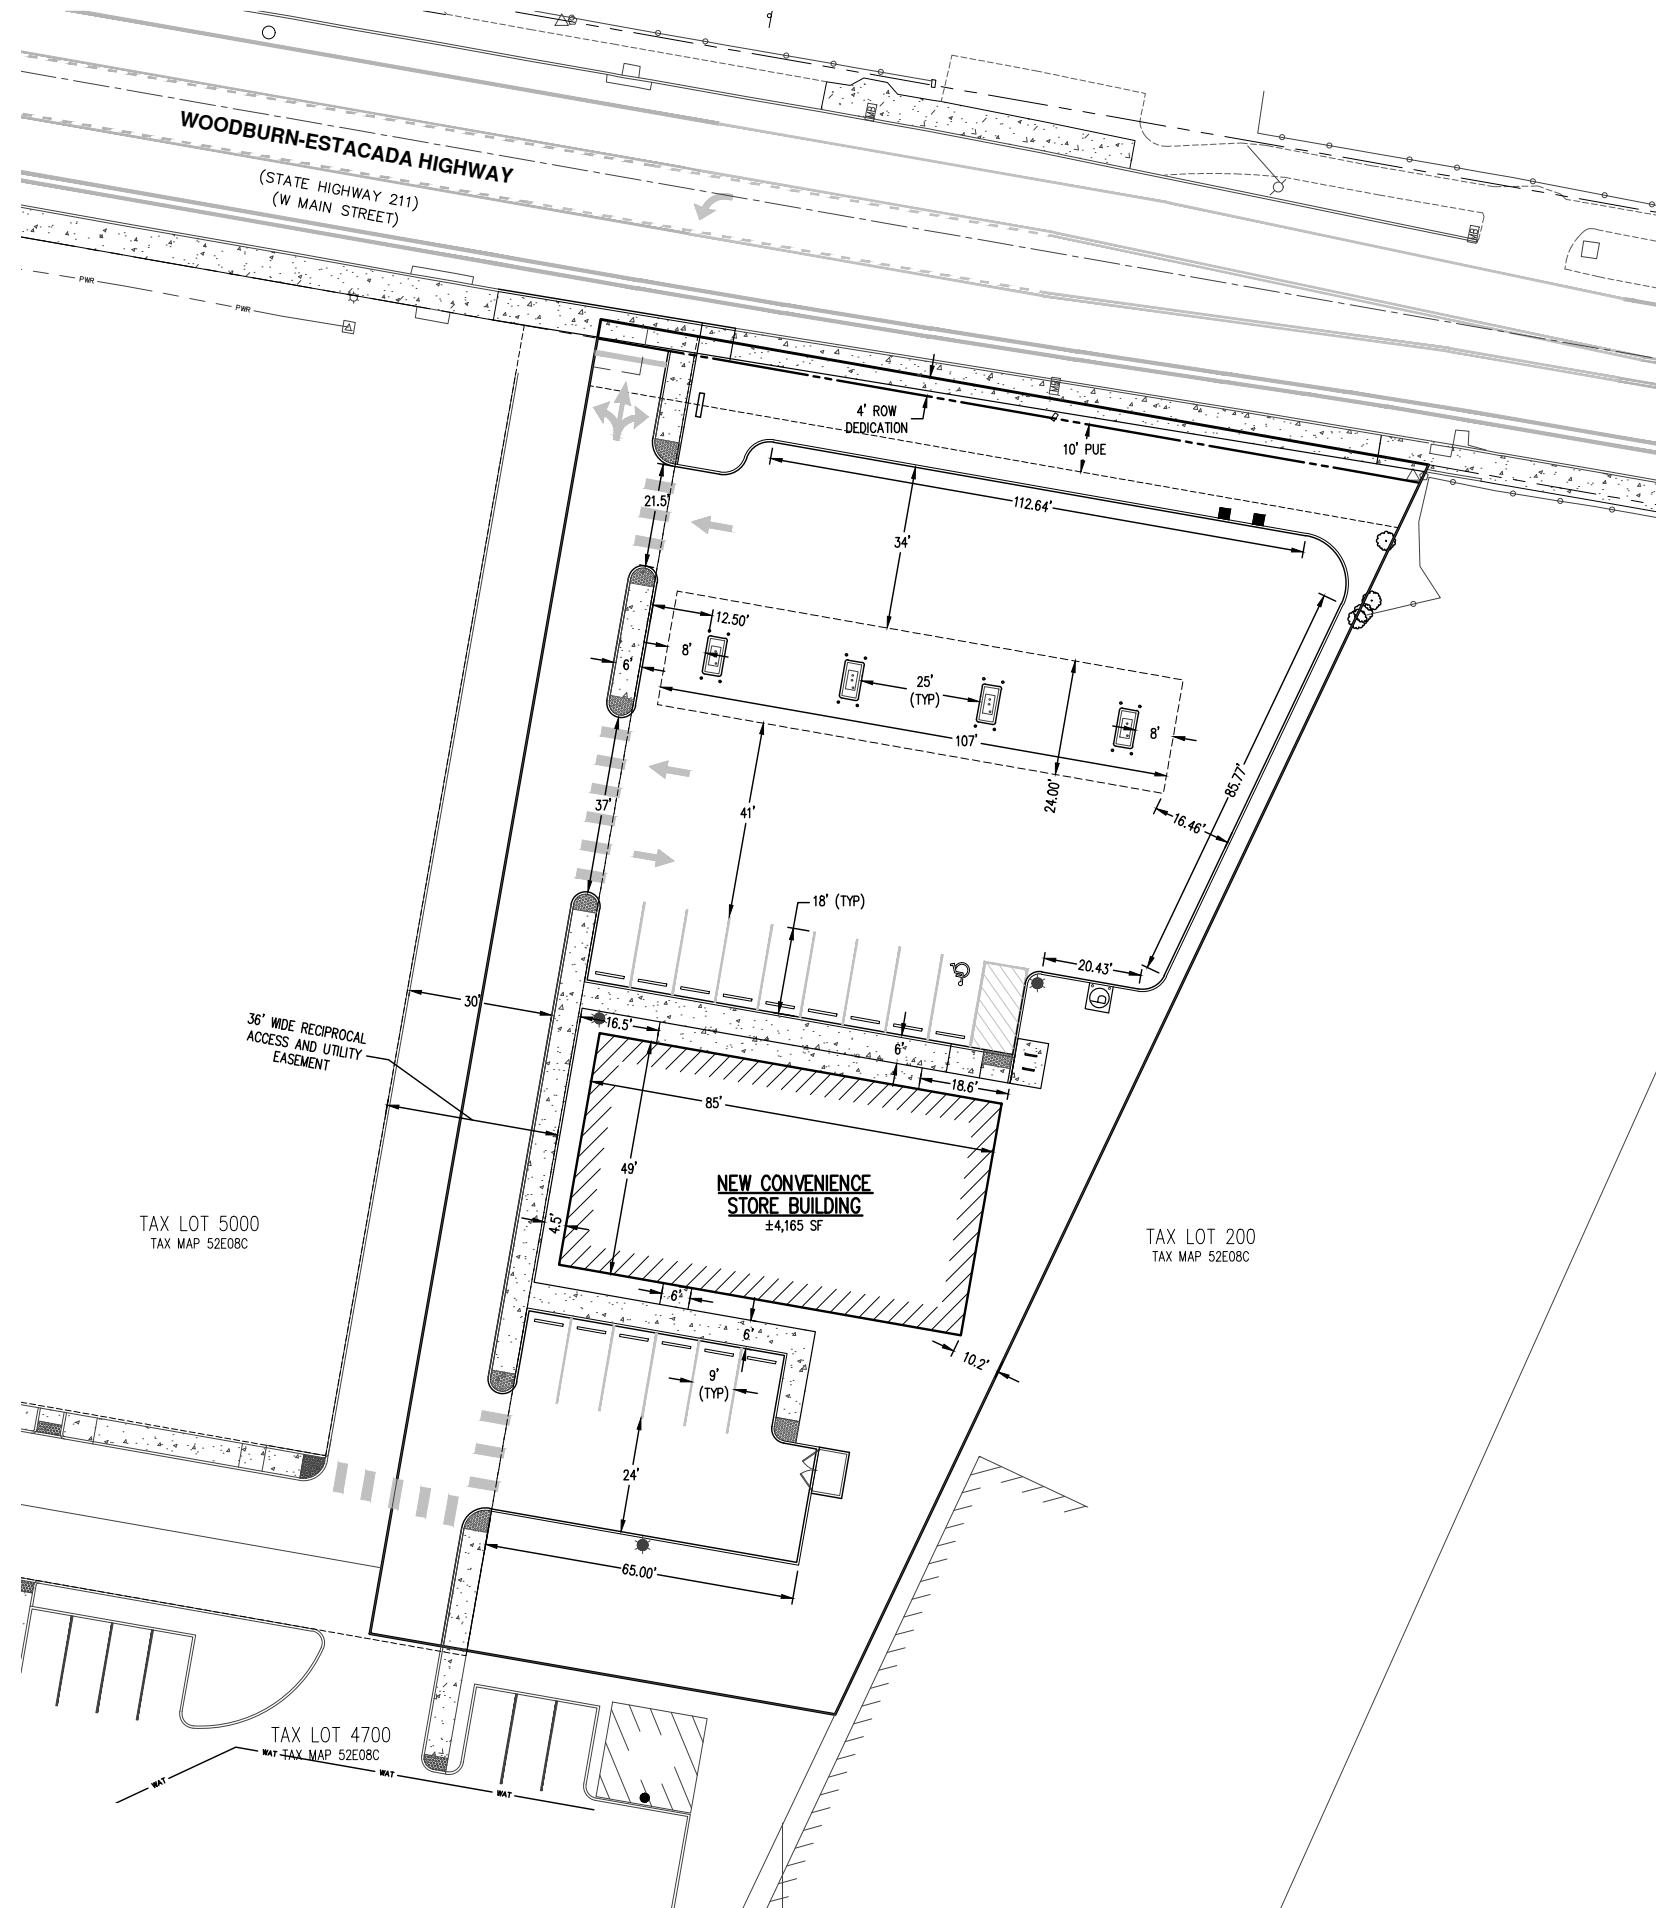 WOODBURN-ESTACADA HIGHWAY
(STATE HIGHWAY 211)
(W MAIN STREET)
PWR
PWR
4' ROW
DEDICATION
10' PUE
21.5'
112.64'
34'
12.50'
8'
6'
25'
(TYP)
8'
107'
24.00'
85.77'
16.46'
41'
37'
18' (TYP)
20.43'
30'
16.5'
6'
18.6'
36' WIDE RECIPROCAL
ACCESS AND UTILITY
EASEMENT
85'
49'
NEW CONVENIENCE
STORE BUILDING
±4,165 SF
4.5'
TAX LOT 5000
TAX MAP 52E08C
TAX LOT 200
TAX MAP 52E08C
6'
6'
10.2'
9'
(TYP)
24'
65.00'
TAX LOT 4700
TAX MAP 52E08C
WAT
WAT
WAT
WAT